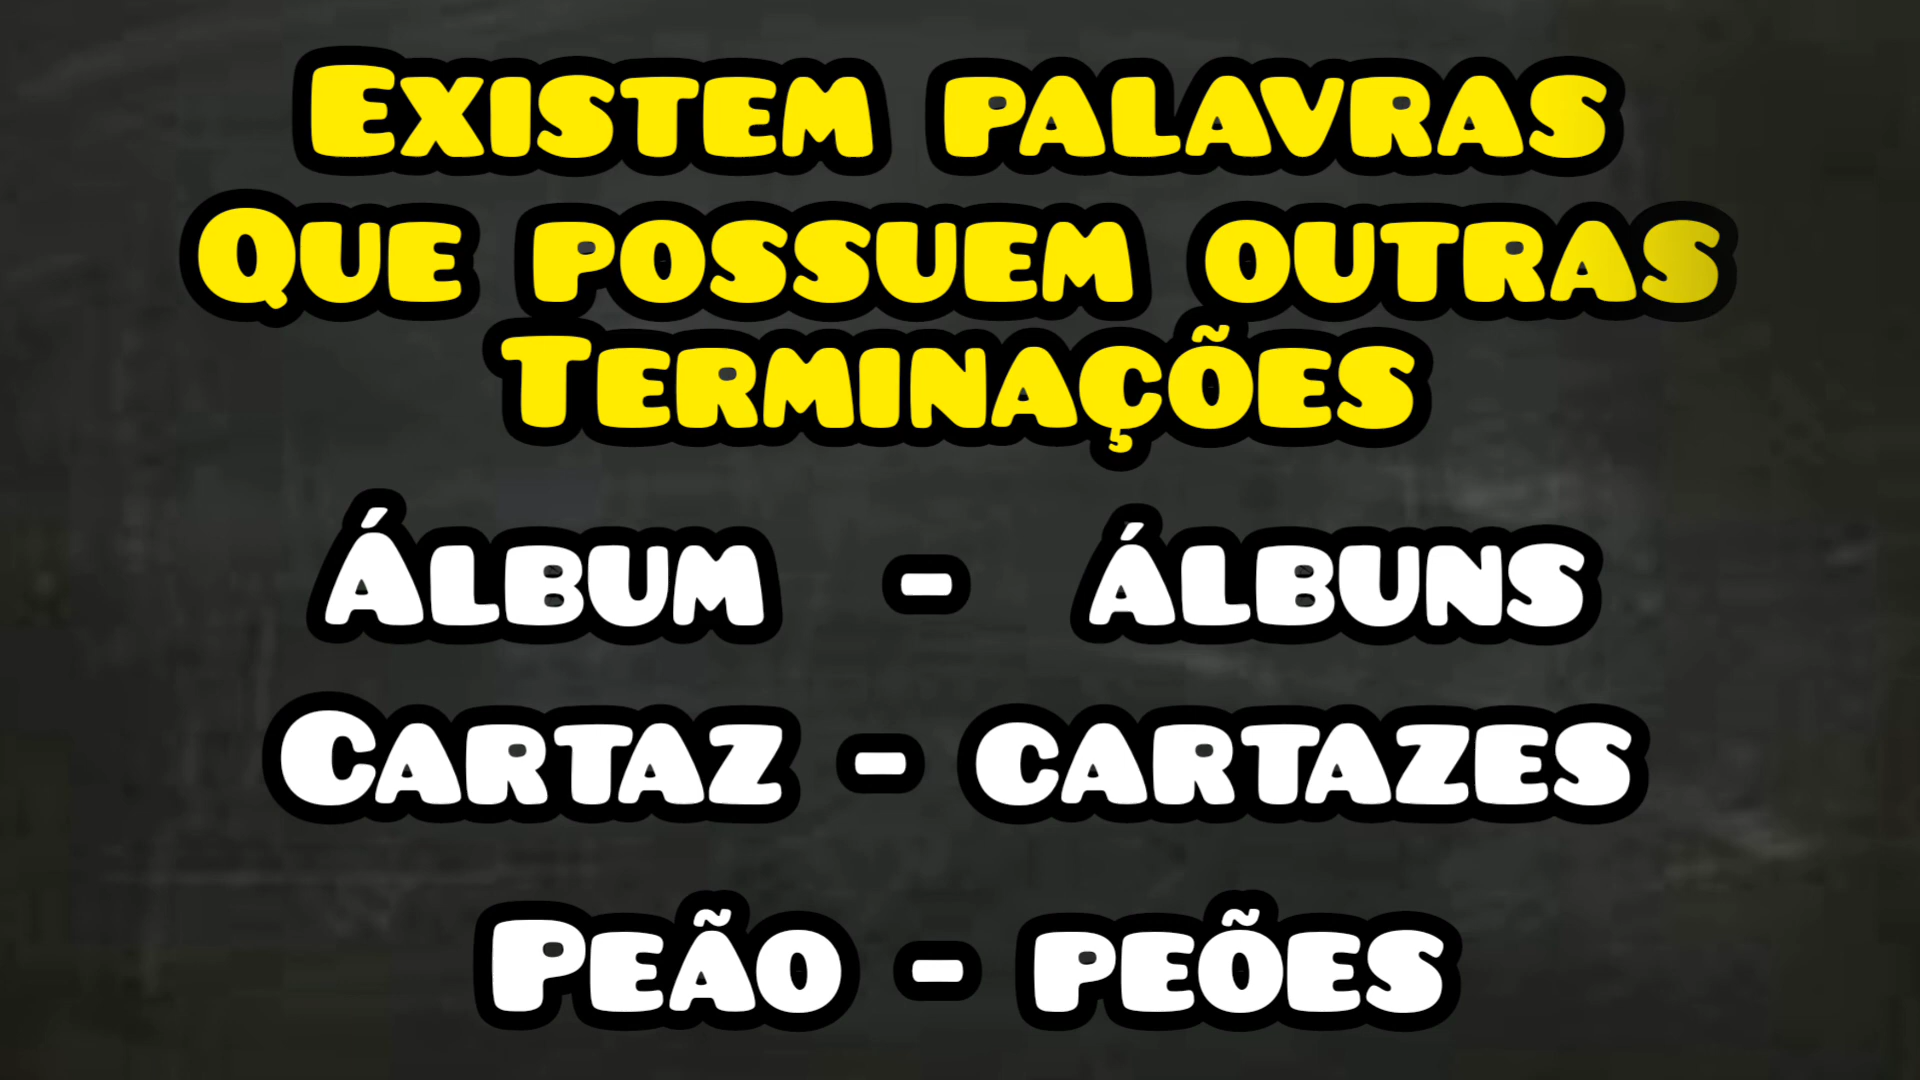 Existem palavras
Que possuem outras
Terminações
Álbum - álbuns
Cartaz - cartazes
Peão - peões